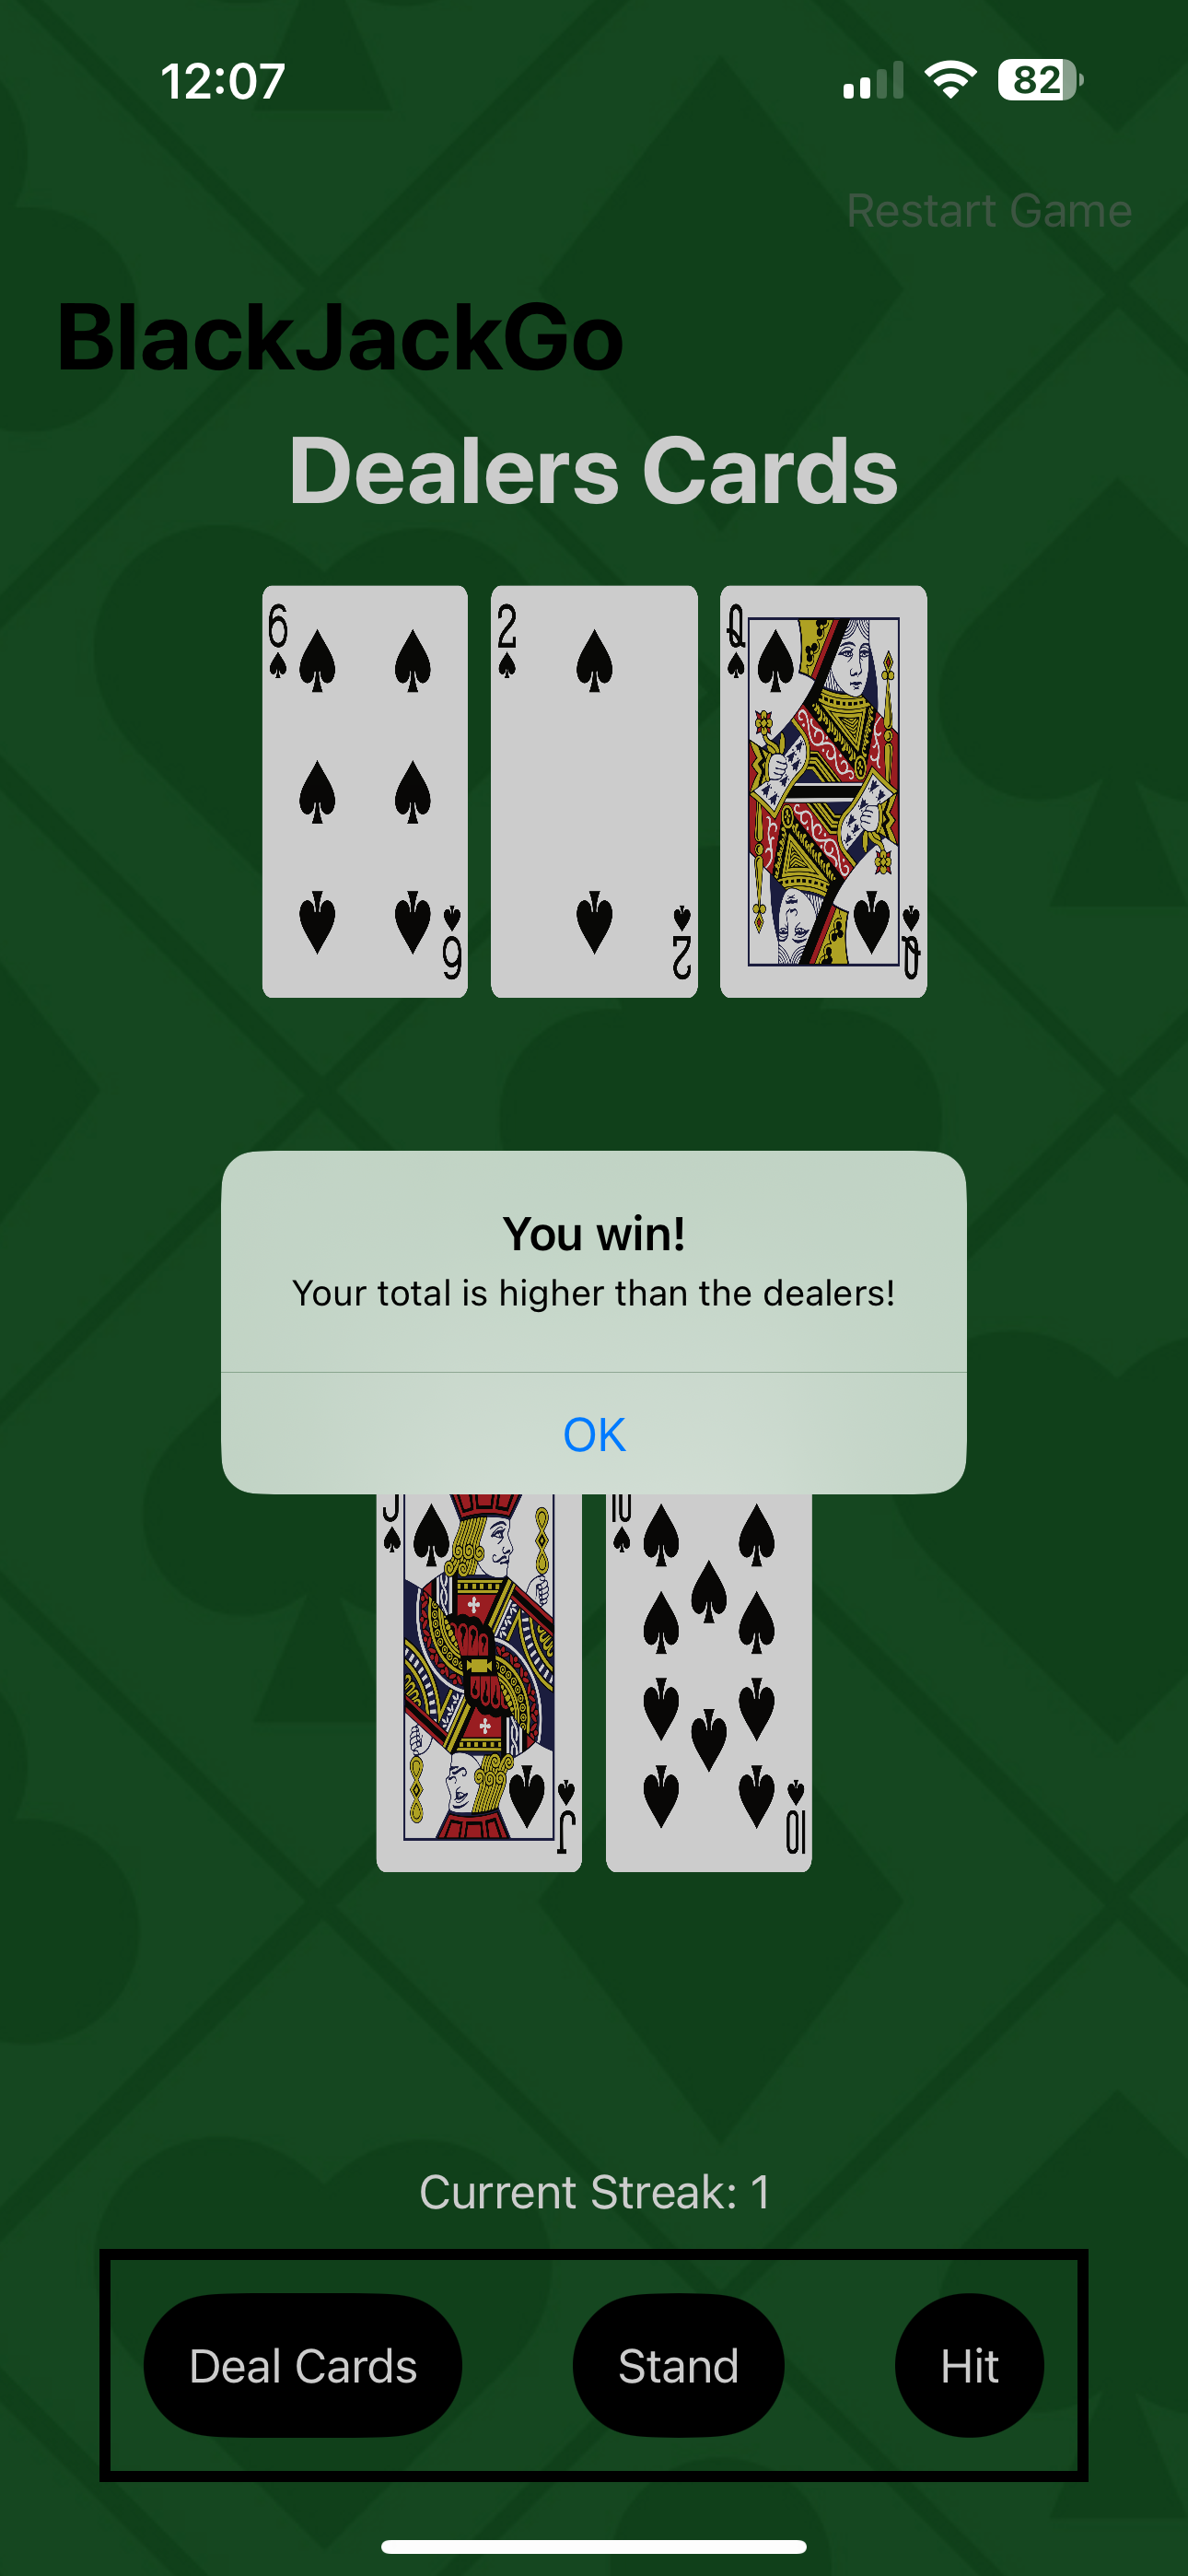 12:07
82
Restart Game
BlackJackGo
Dealers Cards
6
2
Q
6
2
Q
You win!
Your total is higher than the dealers!
OK
J
10
J
10
Current Streak: 1
Deal Cards
Stand
Hit